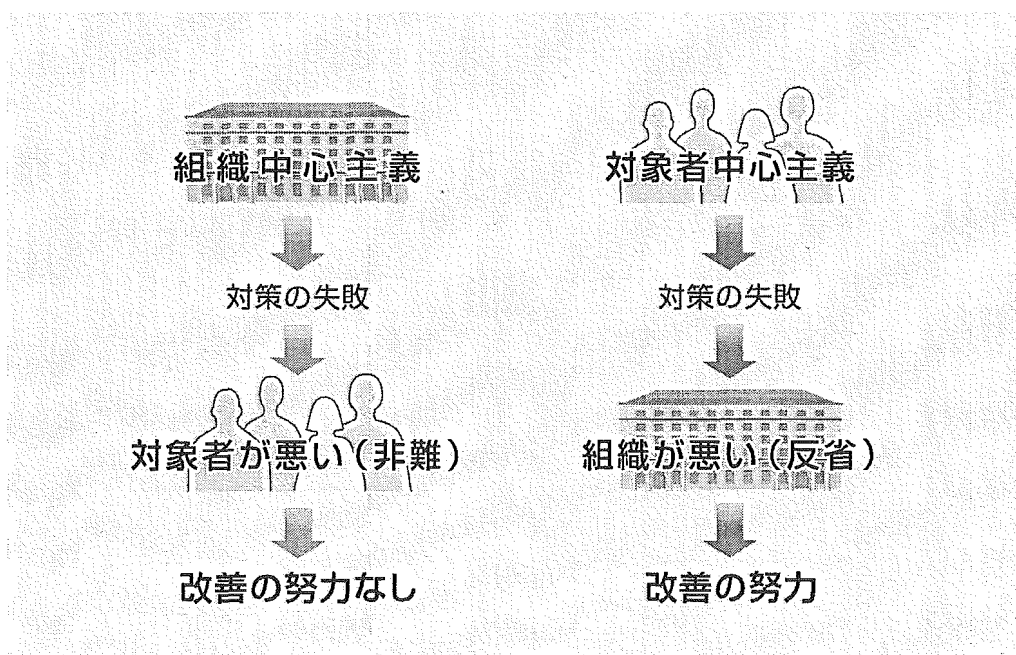 組織中心主義
対策の失敗
対象者が悪い(非難)
改善の努力なし
対象者中心主義
対策の失敗
組織が悪い(反省)
改善の努力